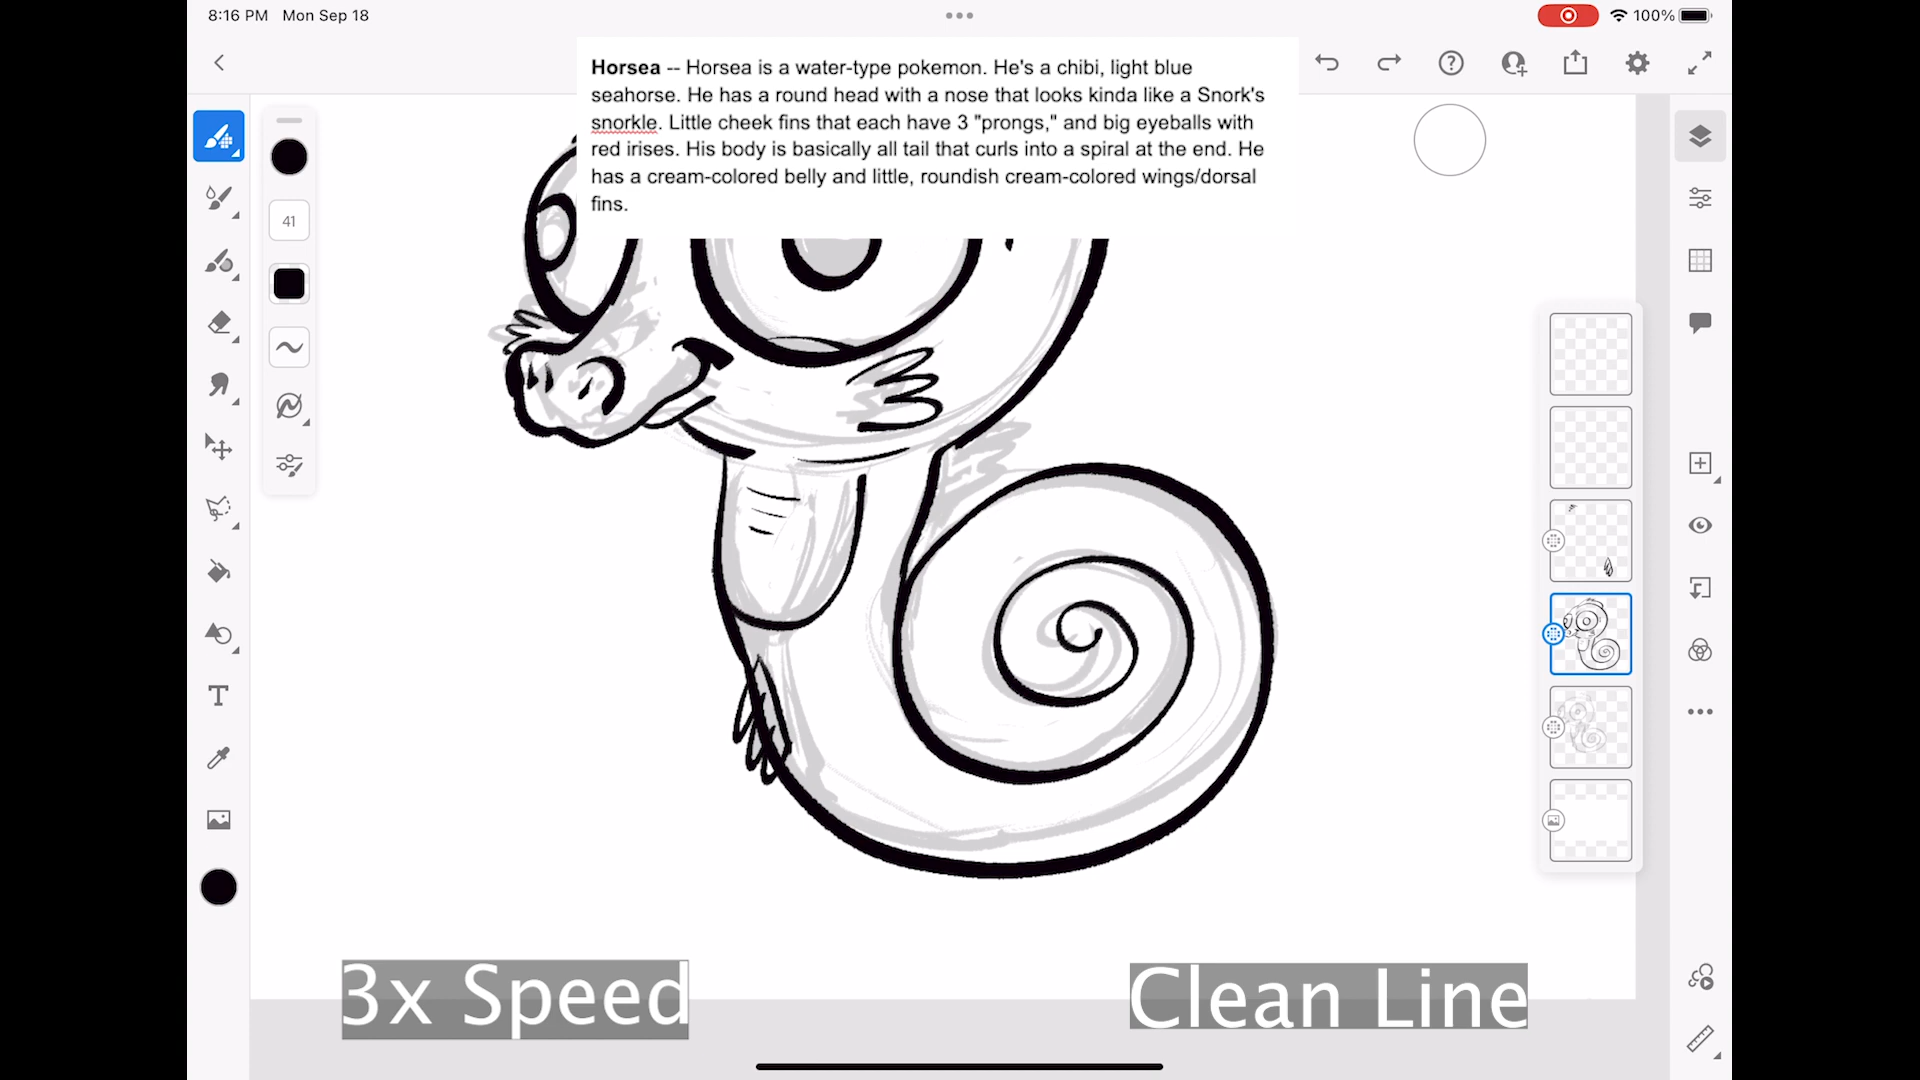 8:16 PM Mon Sep 18
100%
Horsea -- Horsea is a water-type pokemon. He's a chibi, light blue
seahorse. He has a round head with a nose that looks kinda like a Snork's
snorkle. Little cheek fins that each have 3 "prongs," and big eyeballs with
red irises. His body is basically all tail that curls into a spiral at the end. He
has a cream-colored belly and little, roundish cream-colored wings/dorsal
fins.
41
T
3x Speed
Clean Line